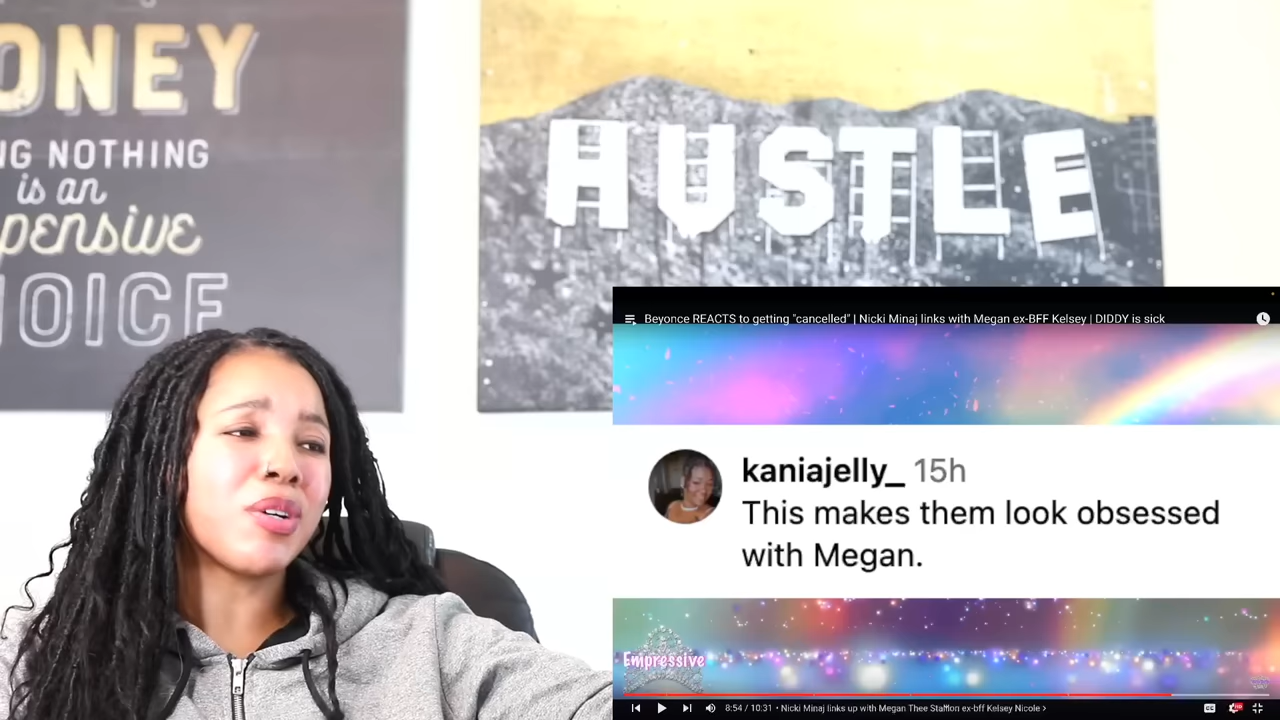 ONEY
NG NOTHING
is an
pensive
HOICE
HUSTLE
Beyonce REACTS to getting "cancelled" | Nicki Minaj links with Megan ex-BFF Kelsey | DIDDY is sick
kaniajelly_ 15h
This makes them look obsessed
with Megan.
Empressive
8:54 / 10:31 • Nicki Minaj links up with Megan Thee Stallion ex-bff Kelsey Nicole >